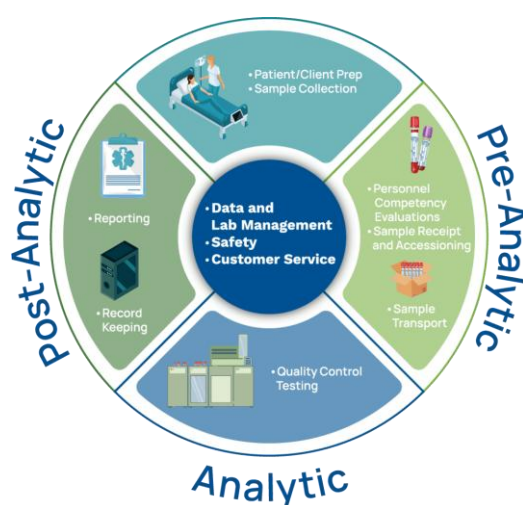 • Patient/Client Prep
• Sample Collection
Pre-Analytic
• Personnel
Competency
Evaluations
• Sample Receipt
and Accessioning
• Sample
Transport
• Data and
Lab Management
• Safety
• Customer Service
• Quality Control
Testing
Analytic
Post-Analytic
• Reporting
• Record
Keeping